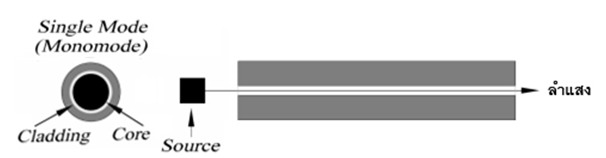 Single Mode
(Monomode)
Cladding
Core
Source
ลำแสง